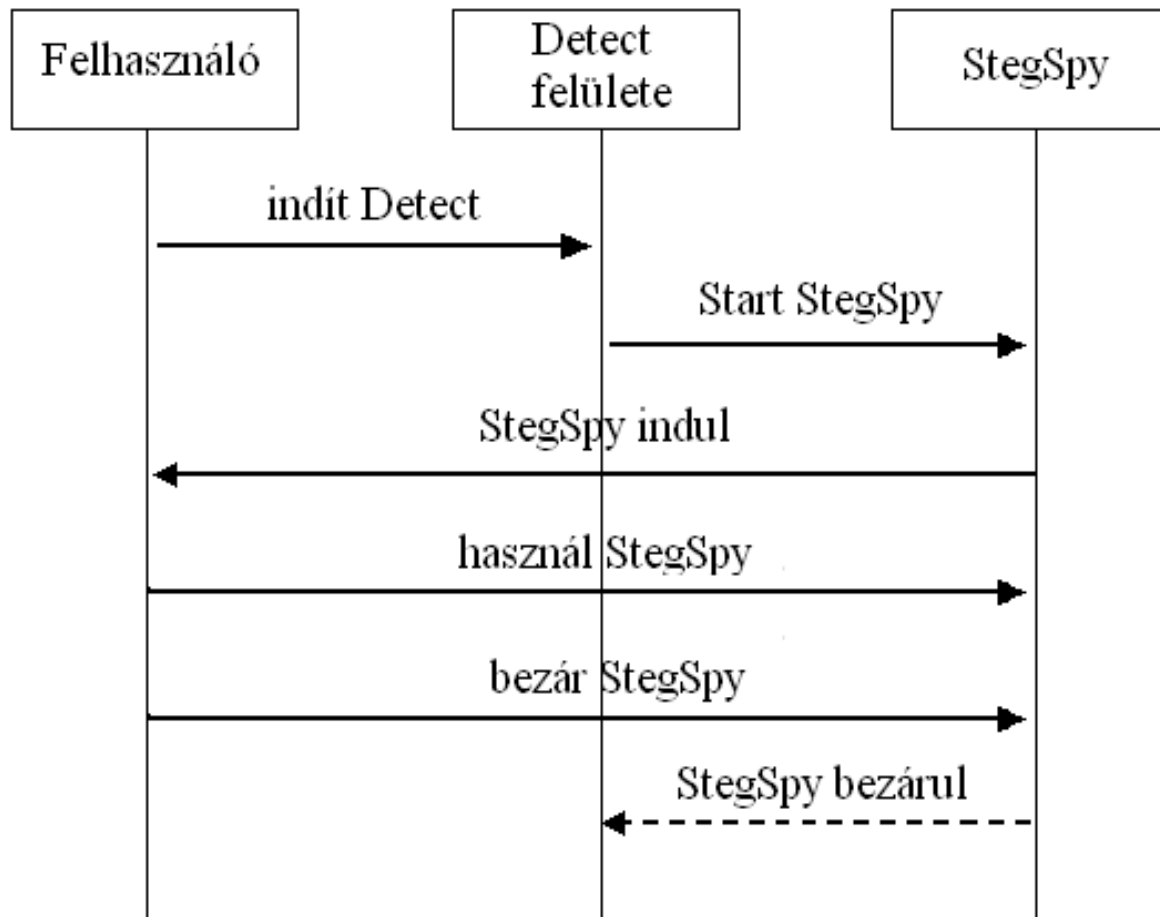 Felhasználó
Detect
felülete
StegSpy
indít Detect
Start StegSpy
StegSpy indul
használ StegSpy
bezár StegSpy
StegSpy bezárul